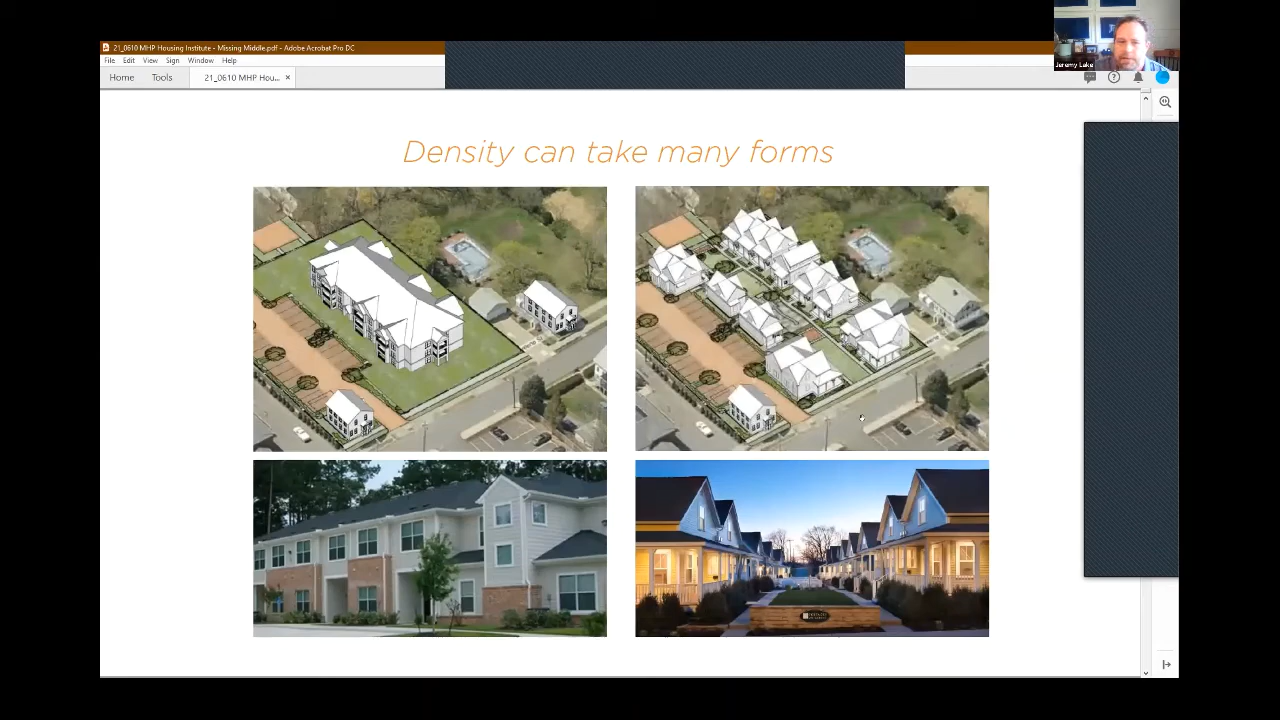 21_0610 MHP Housing Institute - Missing Middle.pdf - Adobe Acrobat Pro DC
File Edit View Sign Window Help
Home Tools 21_0610 MHP Hou... ×
Jeremy Lake
Density can take many forms